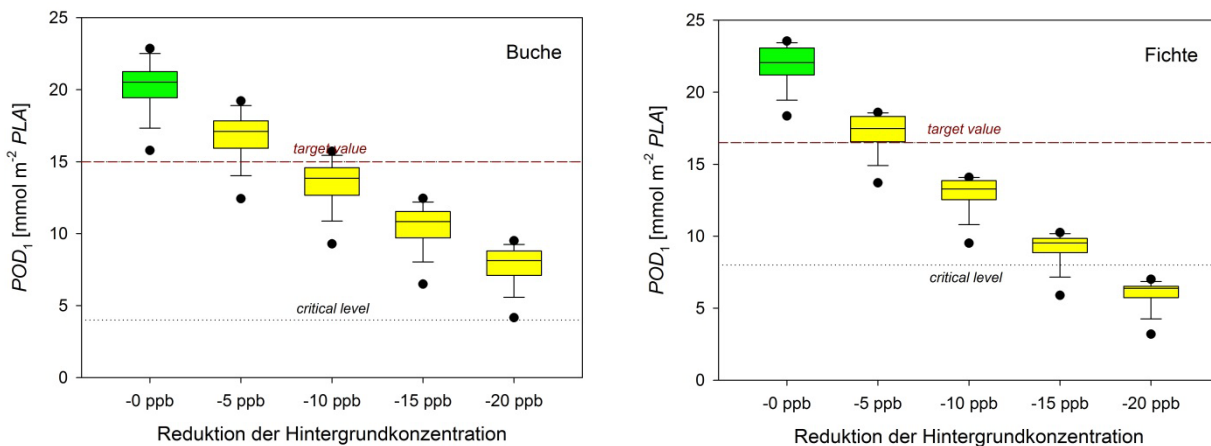 25
20
15
10
5
0
POD₁ [mmol m⁻² PLA]
Buche
target value
critical level
-0 ppb -5 ppb -10 ppb -15 ppb -20 ppb
Reduktion der Hintergrundkonzentration
25
20
15
10
5
0
POD₁ [mmol m⁻² PLA]
Fichte
target value
critical level
-0 ppb -5 ppb -10 ppb -15 ppb -20 ppb
Reduktion der Hintergrundkonzentration